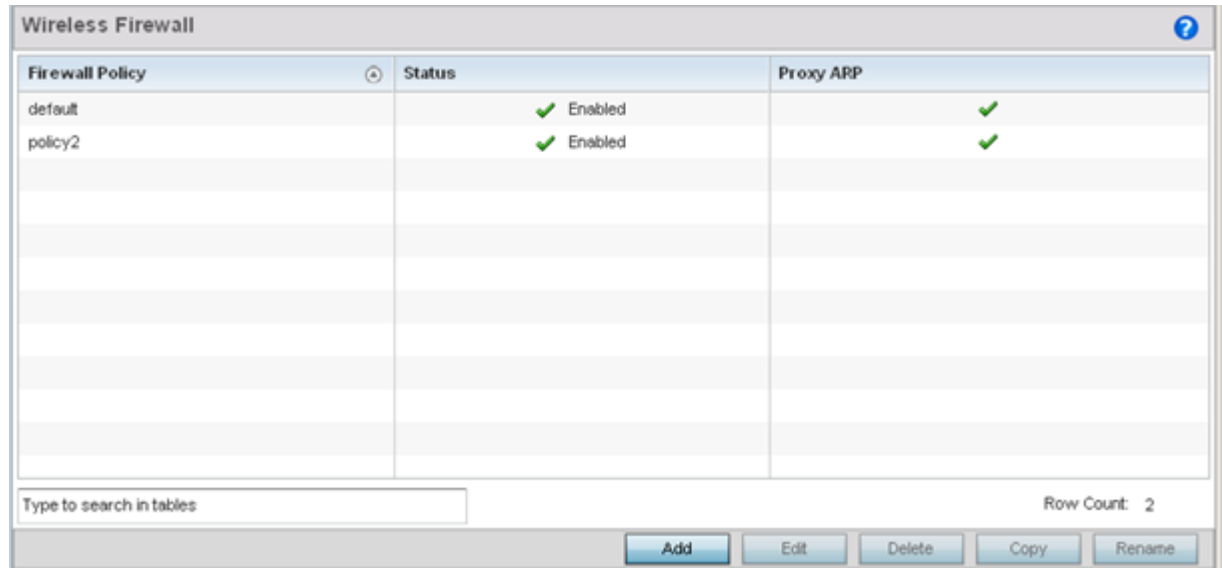 Wireless Firewall ?
Firewall Policy Status Proxy ARP
default Enabled
policy2 Enabled
Type to search in tables Row Count: 2
Add Edit Delete Copy Rename